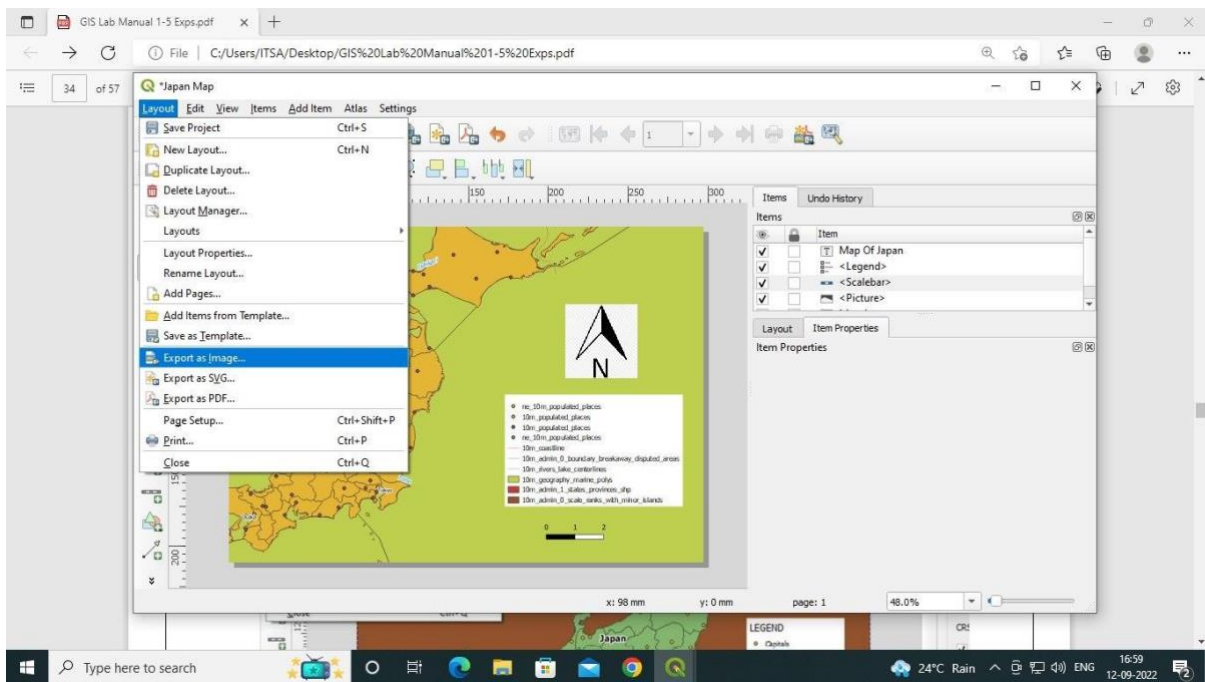 GIS Lab Manual 1-5 Exps.pdf
File | C:/Users/ITSA/Desktop/GIS%20Lab%20Manual%201-5%20Exps.pdf
34 of 57
*Japan Map
Layout Edit View Items Add Item Atlas Settings
Save Project Ctrl+S
New Layout... Ctrl+N
Duplicate Layout...
Delete Layout...
Layout Manager...
Layouts
Layout Properties...
Rename Layout...
Add Pages...
Add Items from Template...
Save as Template...
Export as Image...
Export as SVG...
Export as PDF...
Page Setup... Ctrl+Shift+P
Print... Ctrl+P
Close Ctrl+Q
1
150 200 250 300
200
N
ne_10m_populated_places
10m_populated_places
10m_populated_places
ne_10m_populated_places
10m_coastline
10m_admin_0_boundary_breakaway_disputed_areas
10m_rivers_lake_centerlines
10m_geography_marine_polys
10m_admin_1_states_provinces_shp
10m_admin_0_scale_ranks_with_minor_islands
0 1 2
Items Undo History
Items
Item
Map Of Japan
<Legend>
<Scalebar>
<Picture>
Layout Item Properties
Item Properties
x: 98 mm y: 0 mm page: 1 48.0%
Japan
LEGEND
Capitals
Type here to search
24°C Rain ENG
16:59
12-09-2022
2